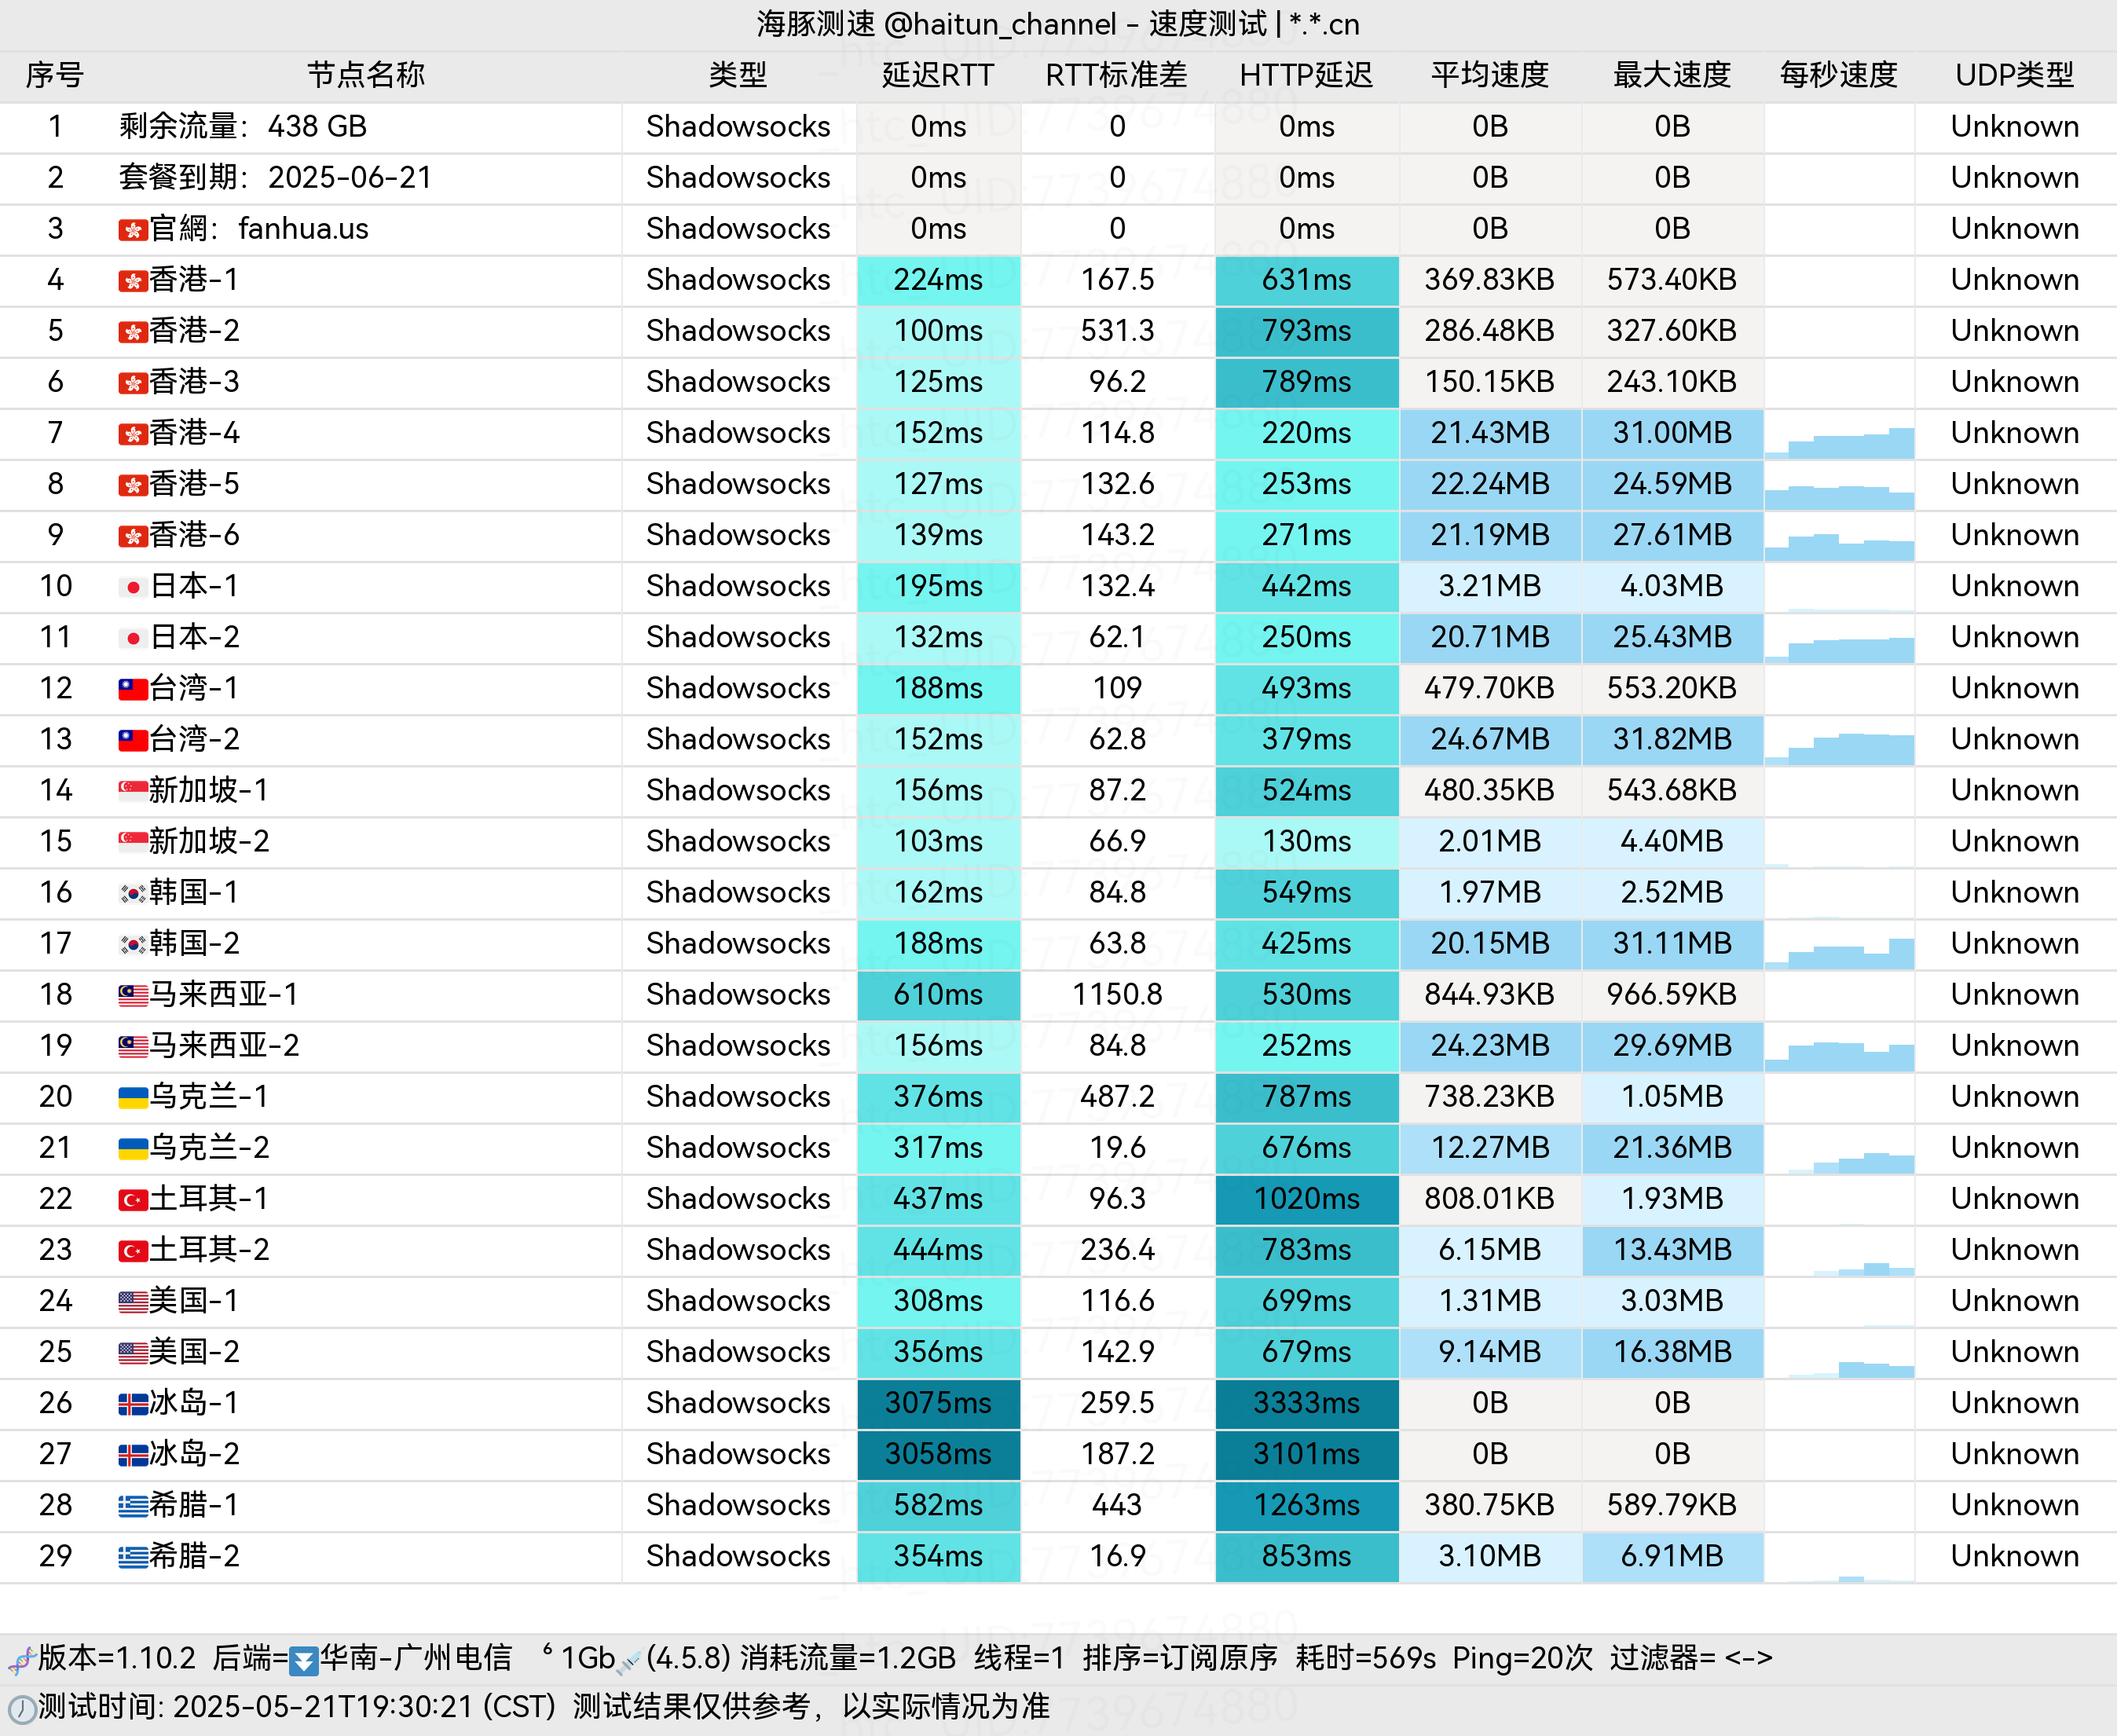 海豚测速 @haitun_channel - 速度测试 | *.*.cn
序号 节点名称 类型 延迟RTT RTT标准差 HTTP延迟 平均速度 最大速度 每秒速度 UDP类型
1 剩余流量：438 GB Shadowsocks 0ms 0 0ms 0B 0B Unknown
2 套餐到期：2025-06-21 Shadowsocks 0ms 0 0ms 0B 0B Unknown
3 🇭🇰官網：fanhua.us Shadowsocks 0ms 0 0ms 0B 0B Unknown
4 🇭🇰香港-1 Shadowsocks 224ms 167.5 631ms 369.83KB 573.40KB Unknown
5 🇭🇰香港-2 Shadowsocks 100ms 531.3 793ms 286.48KB 327.60KB Unknown
6 🇭🇰香港-3 Shadowsocks 125ms 96.2 789ms 150.15KB 243.10KB Unknown
7 🇭🇰香港-4 Shadowsocks 152ms 114.8 220ms 21.43MB 31.00MB Unknown
8 🇭🇰香港-5 Shadowsocks 127ms 132.6 253ms 22.24MB 24.59MB Unknown
9 🇭🇰香港-6 Shadowsocks 139ms 143.2 271ms 21.19MB 27.61MB Unknown
10 🇯🇵日本-1 Shadowsocks 195ms 132.4 442ms 3.21MB 4.03MB Unknown
11 🇯🇵日本-2 Shadowsocks 132ms 62.1 250ms 20.71MB 25.43MB Unknown
12 🇹🇼台湾-1 Shadowsocks 188ms 109 493ms 479.70KB 553.20KB Unknown
13 🇹🇼台湾-2 Shadowsocks 152ms 62.8 379ms 24.67MB 31.82MB Unknown
14 🇸🇬新加坡-1 Shadowsocks 156ms 87.2 524ms 480.35KB 543.68KB Unknown
15 🇸🇬新加坡-2 Shadowsocks 103ms 66.9 130ms 2.01MB 4.40MB Unknown
16 🇰🇷韩国-1 Shadowsocks 162ms 84.8 549ms 1.97MB 2.52MB Unknown
17 🇰🇷韩国-2 Shadowsocks 188ms 63.8 425ms 20.15MB 31.11MB Unknown
18 🇲🇾马来西亚-1 Shadowsocks 610ms 1150.8 530ms 844.93KB 966.59KB Unknown
19 🇲🇾马来西亚-2 Shadowsocks 156ms 84.8 252ms 24.23MB 29.69MB Unknown
20 🇺🇦乌克兰-1 Shadowsocks 376ms 487.2 787ms 738.23KB 1.05MB Unknown
21 🇺🇦乌克兰-2 Shadowsocks 317ms 19.6 676ms 12.27MB 21.36MB Unknown
22 🇹🇷土耳其-1 Shadowsocks 437ms 96.3 1020ms 808.01KB 1.93MB Unknown
23 🇹🇷土耳其-2 Shadowsocks 444ms 236.4 783ms 6.15MB 13.43MB Unknown
24 🇺🇸美国-1 Shadowsocks 308ms 116.6 699ms 1.31MB 3.03MB Unknown
25 🇺🇸美国-2 Shadowsocks 356ms 142.9 679ms 9.14MB 16.38MB Unknown
26 🇮🇸冰岛-1 Shadowsocks 3075ms 259.5 3333ms 0B 0B Unknown
27 🇮🇸冰岛-2 Shadowsocks 3058ms 187.2 3101ms 0B 0B Unknown
28 🇬🇷希腊-1 Shadowsocks 582ms 443 1263ms 380.75KB 589.79KB Unknown
29 🇬🇷希腊-2 Shadowsocks 354ms 16.9 853ms 3.10MB 6.91MB Unknown
🧬版本=1.10.2 后端=⏬华南-广州电信 ⁶ 1Gb💉(4.5.8) 消耗流量=1.2GB 线程=1 排序=订阅原序 耗时=569s Ping=20次 过滤器= <->
🕖测试时间: 2025-05-21T19:30:21 (CST) 测试结果仅供参考，以实际情况为准